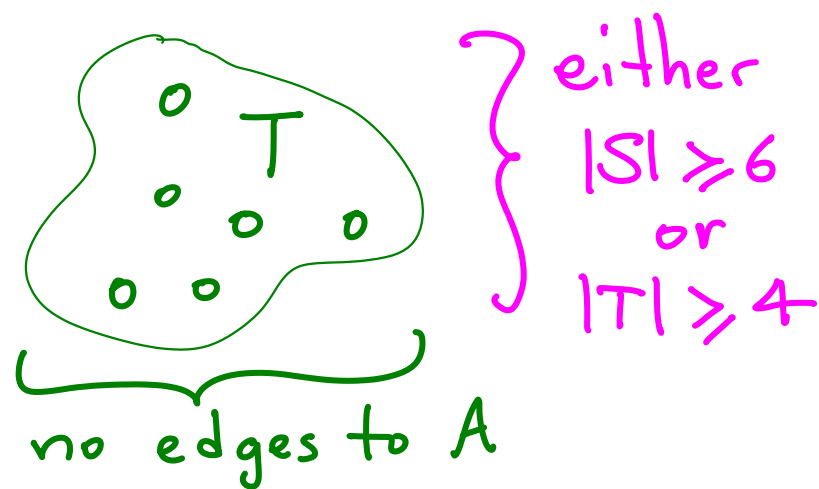 T
either
|S| ⩾ 6
or
|T| ⩾ 4
no edges to A